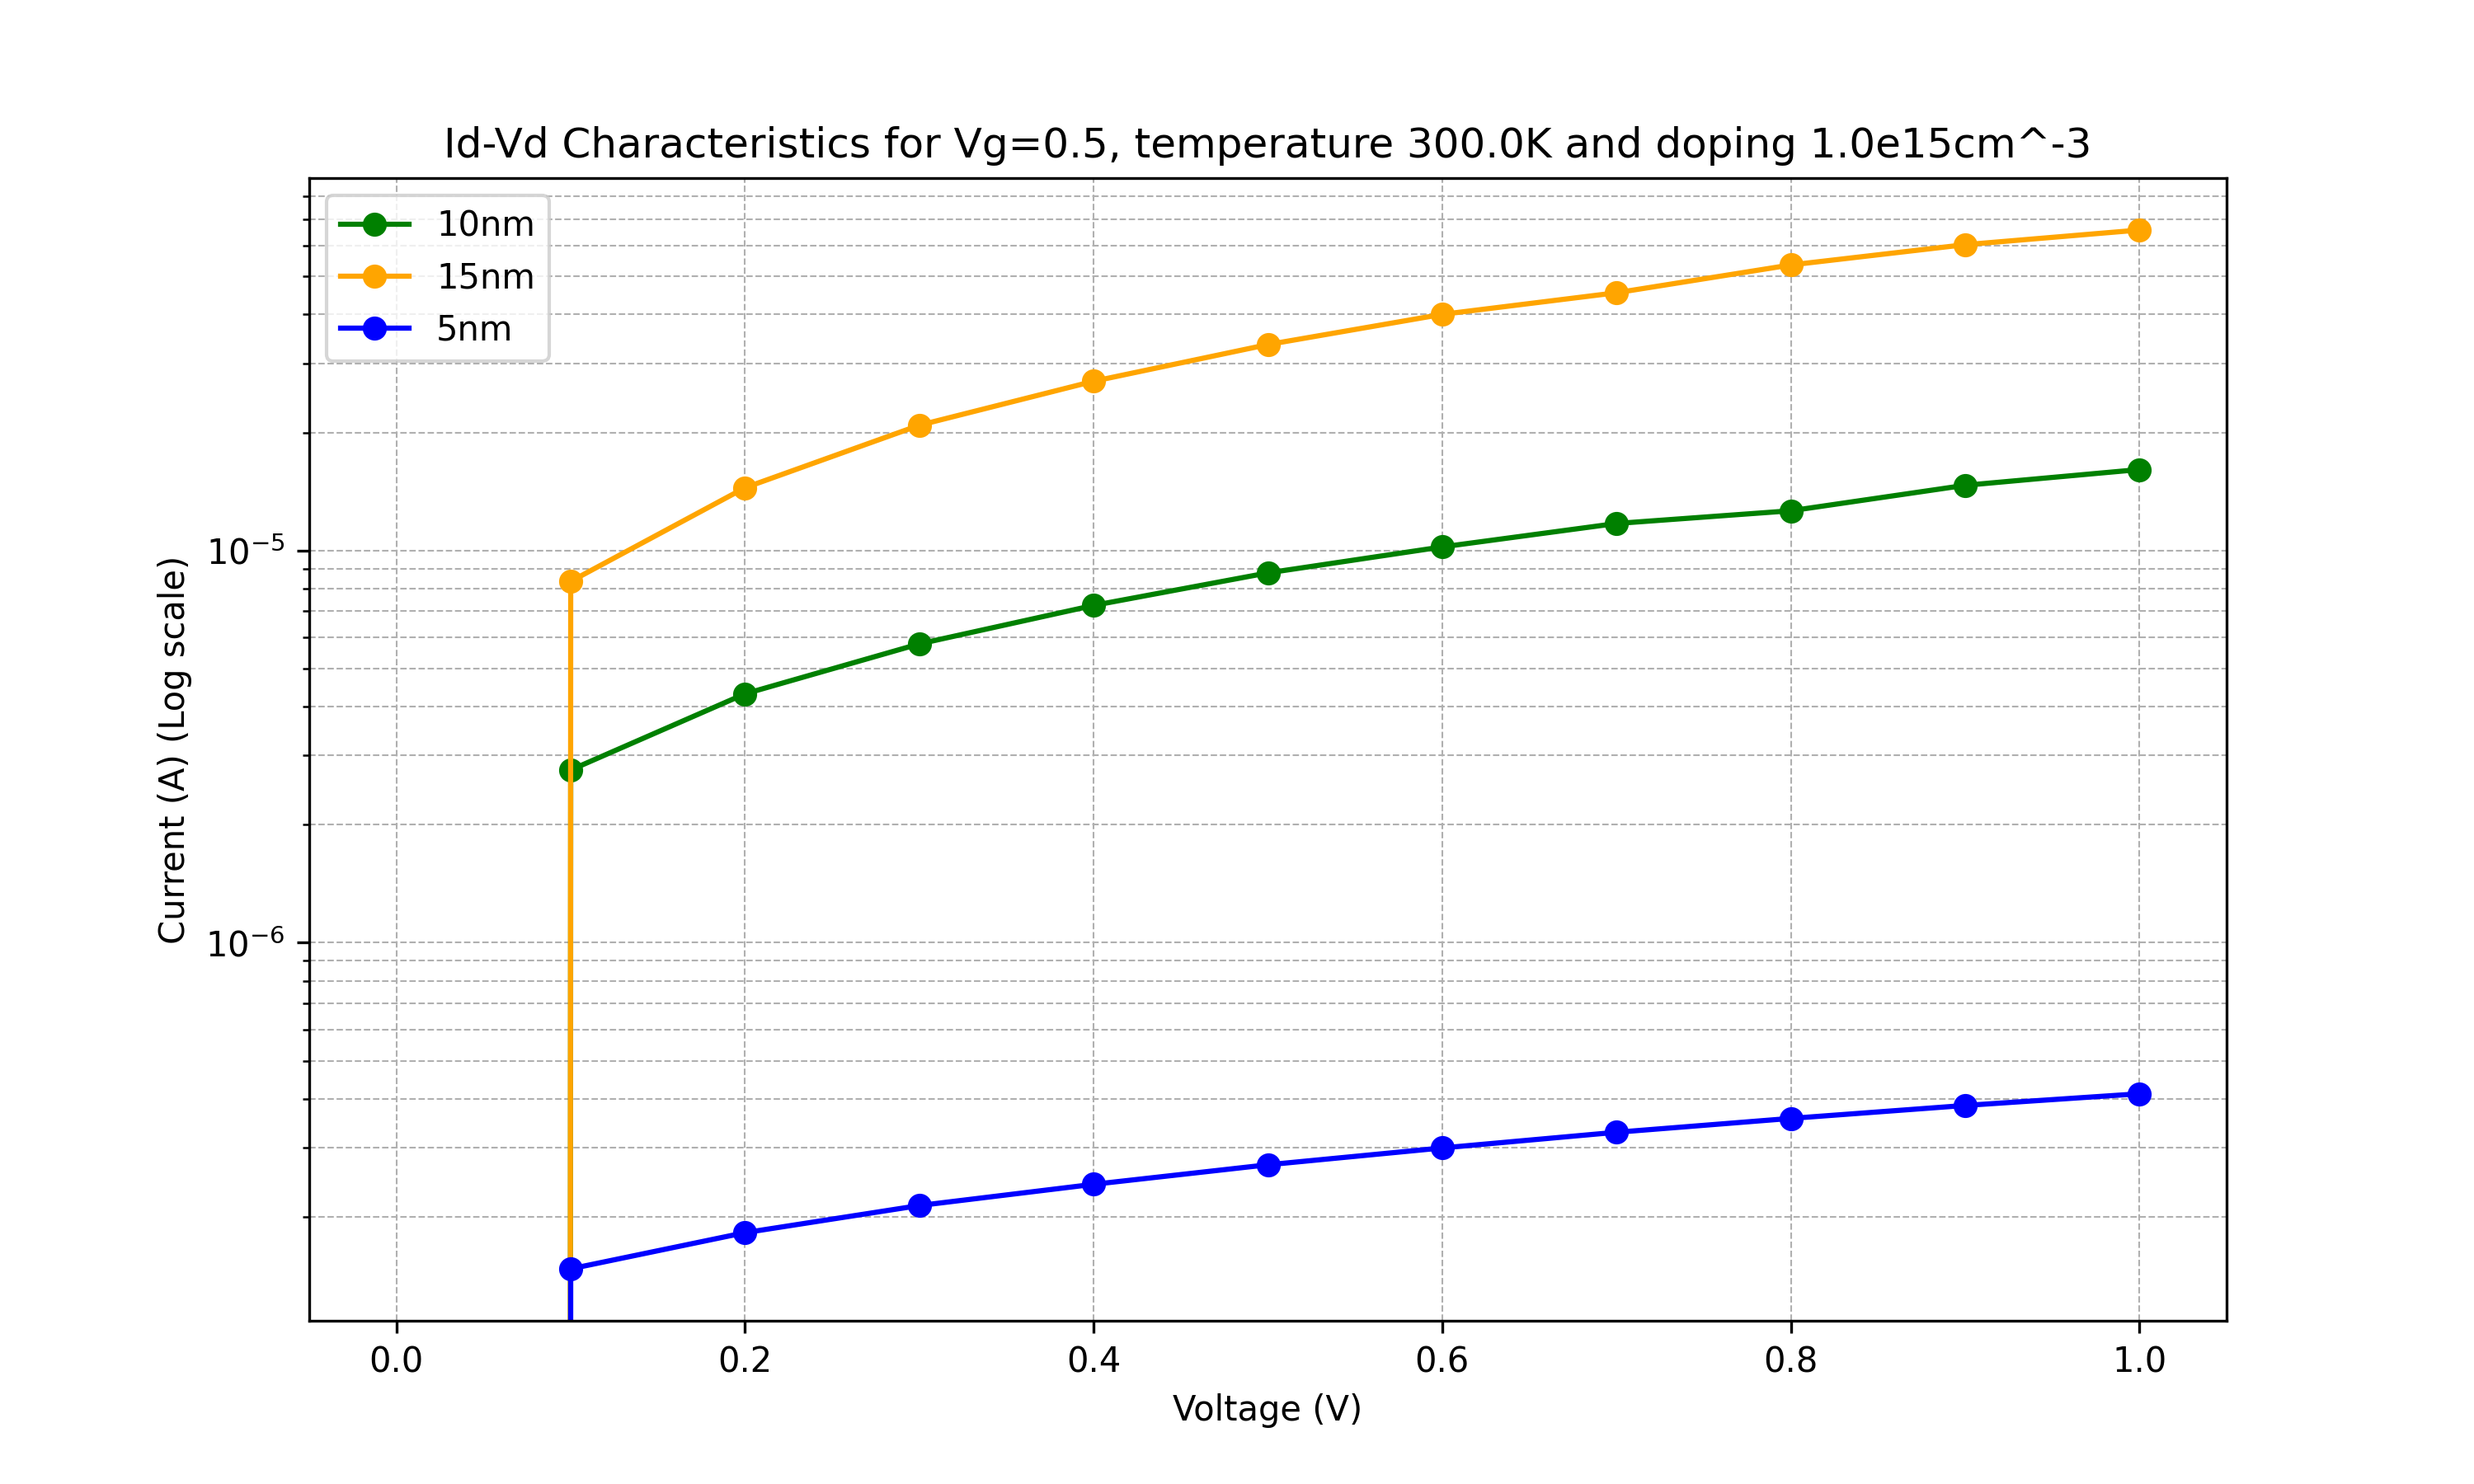 Id-Vd Characteristics for Vg=0.5, temperature 300.0K and doping 1.0e15cm^-3
10nm
15nm
5nm
Current (A) (Log scale)
10⁻⁵
10⁻⁶
0.0 0.2 0.4 0.6 0.8 1.0
Voltage (V)